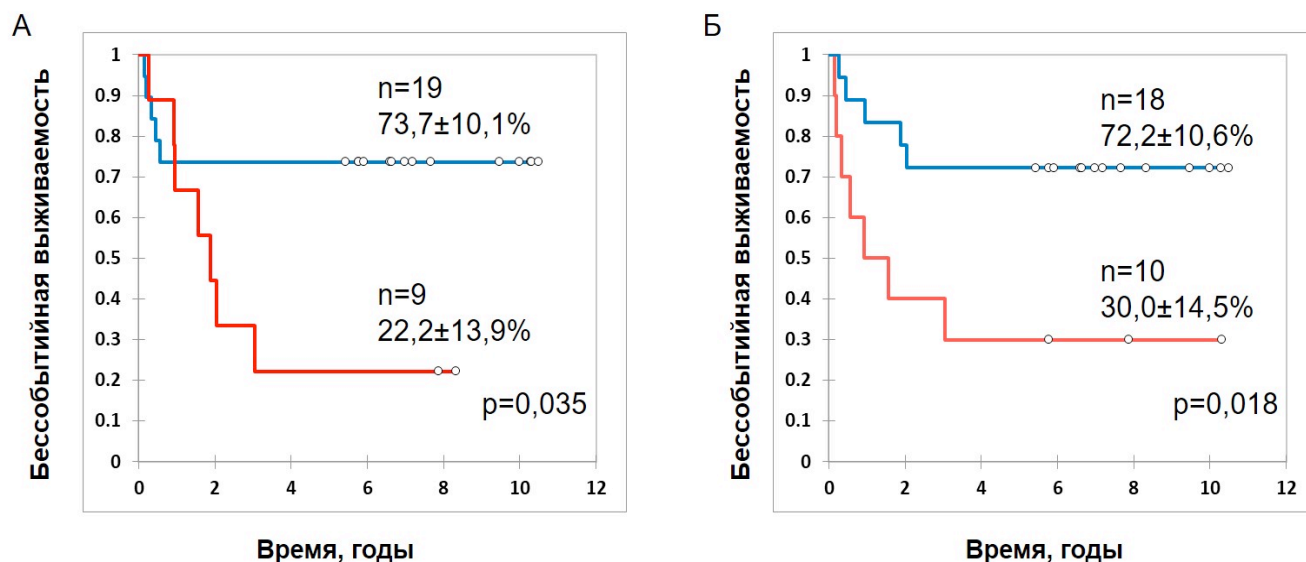 А
Бессобытийная выживаемость
1
0.9
0.8
0.7
0.6
0.5
0.4
0.3
0.2
0.1
0
n=19
73,7±10,1%
n=9
22,2±13,9%
p=0,035
0 2 4 6 8 10 12
Время, годы
Б
Бессобытийная выживаемость
1
0.9
0.8
0.7
0.6
0.5
0.4
0.3
0.2
0.1
0
n=18
72,2±10,6%
n=10
30,0±14,5%
p=0,018
0 2 4 6 8 10 12
Время, годы